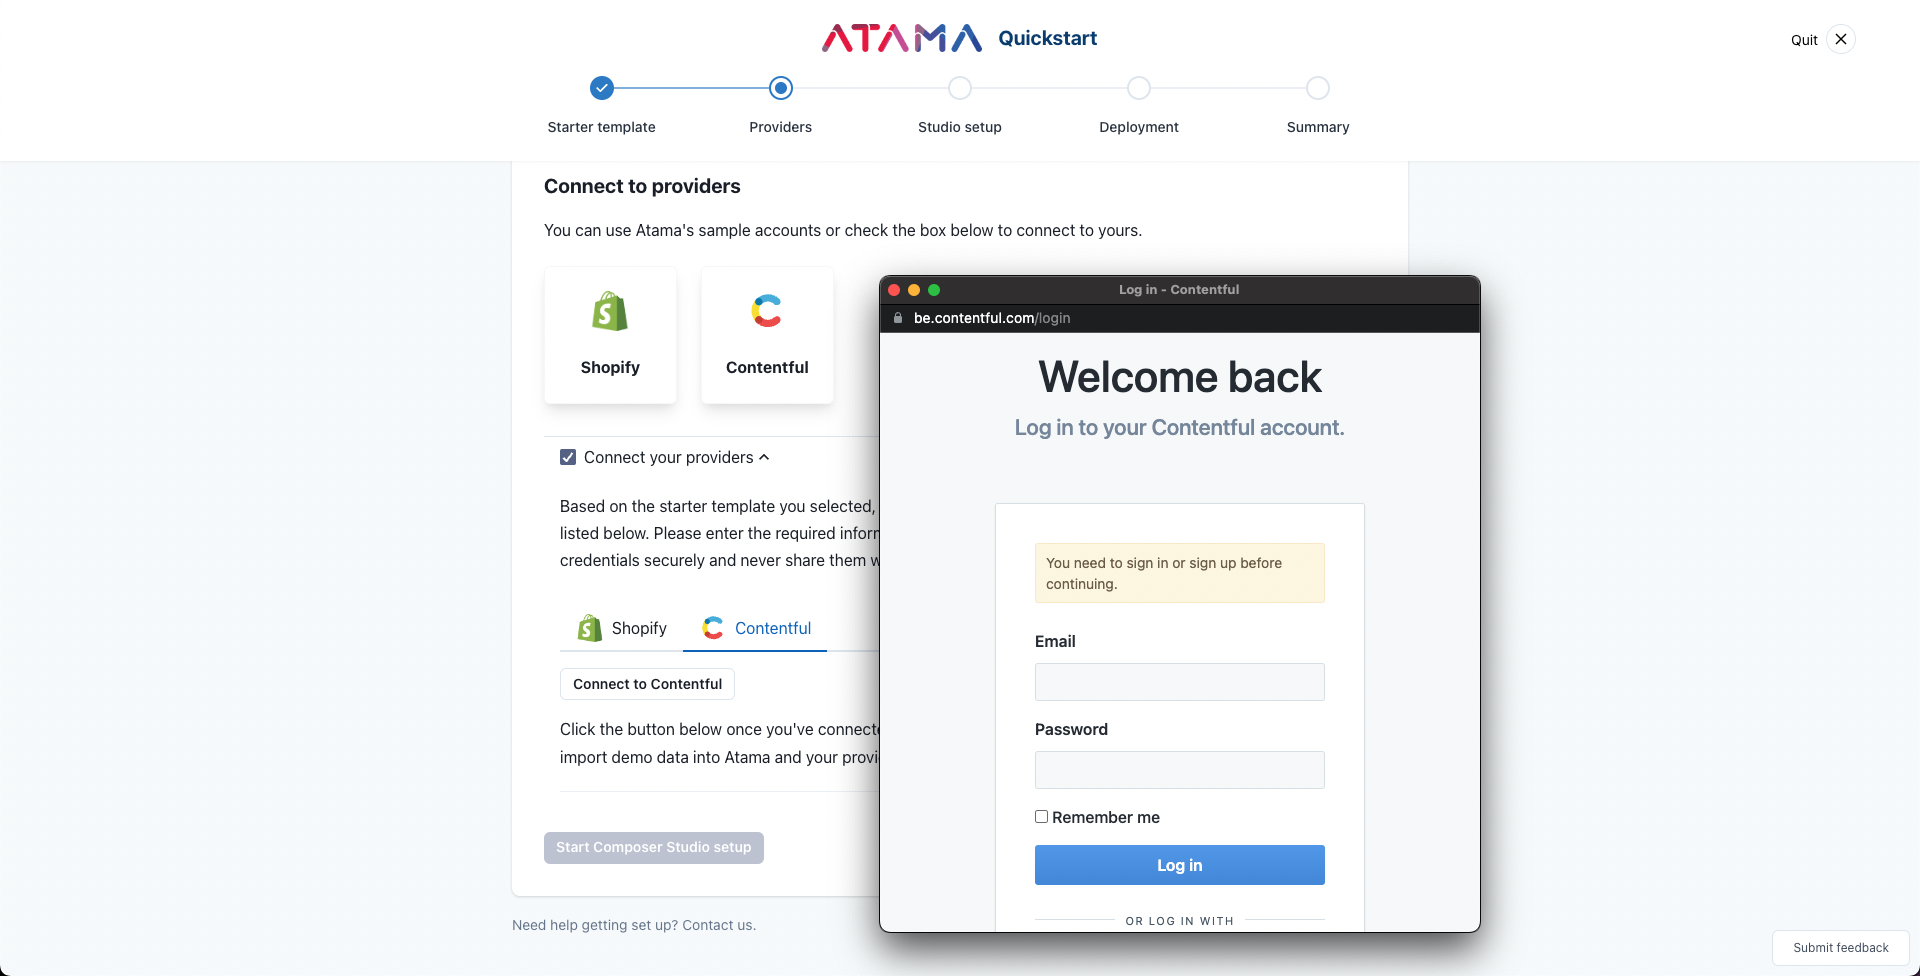 ATAMA Quickstart
Quit
Starter template
Providers
Studio setup
Deployment
Summary
Connect to providers
You can use Atama's sample accounts or check the box below to connect to yours.
Shopify
Contentful
Connect your providers
Based on the starter template you selected,
listed below. Please enter the required
credentials securely and never share them
Shopify
Contentful
Connect to Contentful
Click the button below once you've
import demo data into Atama and your
Start Composer Studio setup
Need help getting set up? Contact us.
Log in - Contentful
be.contentful.com/login
Welcome back
Log in to your Contentful account.
You need to sign in or sign up before
continuing.
Email
Password
Remember me
Log in
OR LOG IN WITH
Submit feedback